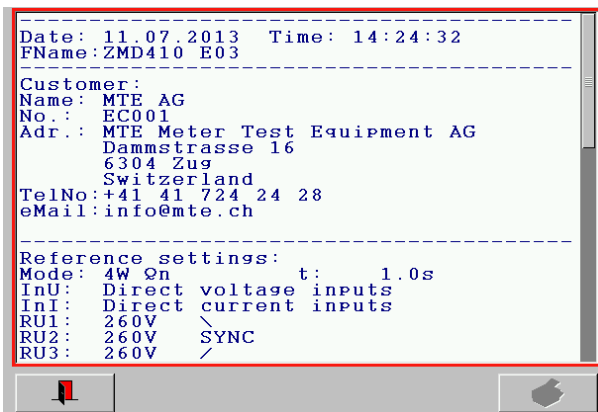 Date: 11.07.2013 Time: 14:24:32
FName:ZMD410 E03
Customer:
Name: MTE AG
No.: EC001
Adr.: MTE Meter Test Equipment AG
Dammstrasse 16
6304 Zug
Switzerland
TelNo:+41 41 724 24 28
eMail:info@mte.ch
Reference settings:
Mode: 4W Qn t: 1.0s
InU: Direct voltage inputs
InI: Direct current inputs
RU1: 260V \
RU2: 260V SYNC
RU3: 260V /